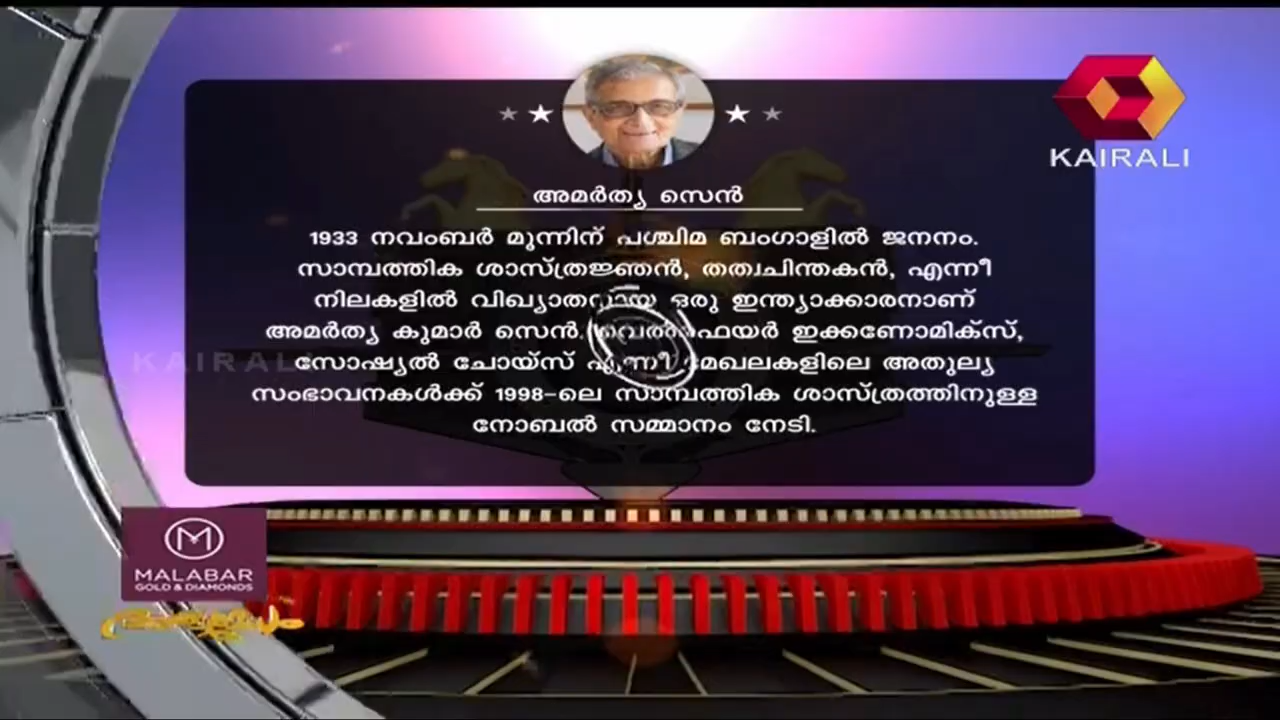 KAIRALI
അമർത്യ സെൻ
1933 നവംബർ മൂന്നിന് പശ്ചിമ ബംഗാളിൽ ജനനം.
സാമ്പത്തിക ശാസ്ത്രജ്ഞൻ, തത്വചിന്തകൻ, എന്നീ
നിലകളിൽ വിഖ്യാതനായ ഒരു ഇന്ത്യാക്കാരനാണ്
അമർത്യ കുമാർ സെൻ. വെൽഫെയർ ഇക്കണോമിക്സ്,
സോഷ്യൽ ചോയ്സ് എന്നീ മേഖലകളിലെ അതുല്യ
സംഭാവനകൾക്ക് 1998-ലെ സാമ്പത്തിക ശാസ്ത്രത്തിനുള്ള
നോബൽ സമ്മാനം നേടി.
KAIRALI
MALABAR
GOLD & DIAMONDS